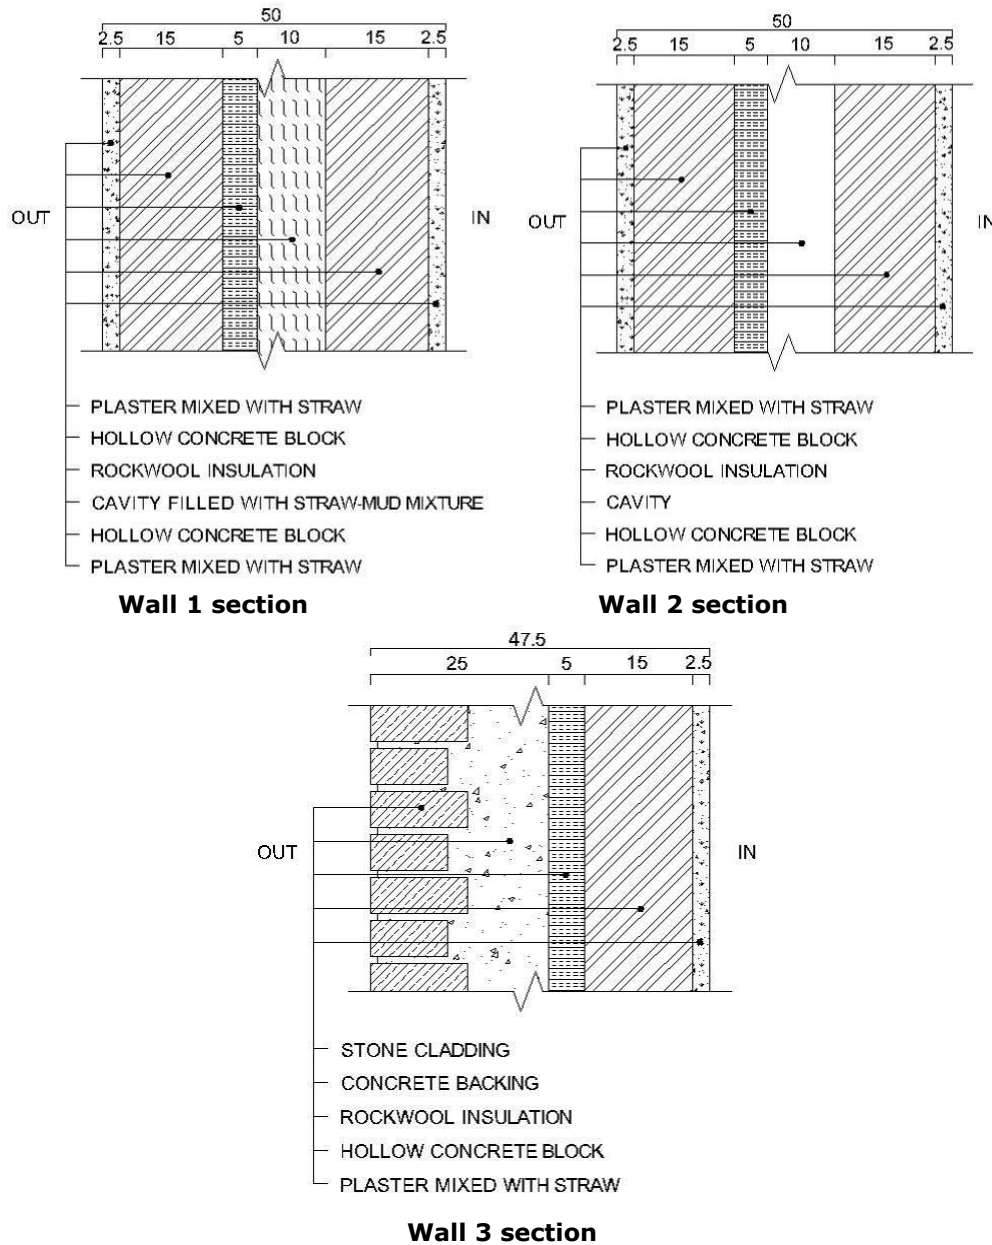 50
2.5 15 5 10 15 2.5
OUT
IN
PLASTER MIXED WITH STRAW
HOLLOW CONCRETE BLOCK
ROCKWOOL INSULATION
CAVITY FILLED WITH STRAW-MUD MIXTURE
HOLLOW CONCRETE BLOCK
PLASTER MIXED WITH STRAW
Wall 1 section
50
2.5 15 5 10 15 2.5
OUT
IN
PLASTER MIXED WITH STRAW
HOLLOW CONCRETE BLOCK
ROCKWOOL INSULATION
CAVITY
HOLLOW CONCRETE BLOCK
PLASTER MIXED WITH STRAW
Wall 2 section
47.5
25 5 15 2.5
OUT
IN
STONE CLADDING
CONCRETE BACKING
ROCKWOOL INSULATION
HOLLOW CONCRETE BLOCK
PLASTER MIXED WITH STRAW
Wall 3 section